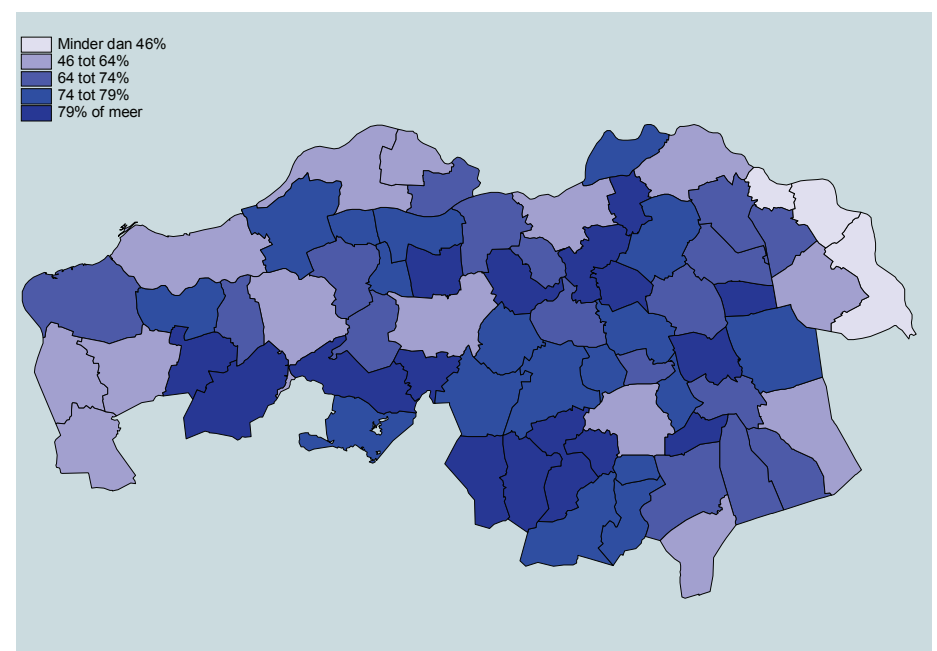 Minder dan 46%
46 tot 64%
64 tot 74%
74 tot 79%
79% of meer